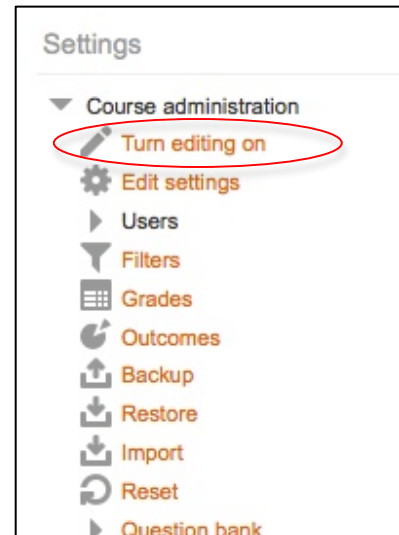 Settings
Course administration
Turn editing on
Edit settings
Users
Filters
Grades
Outcomes
Backup
Restore
Import
Reset
Question bank